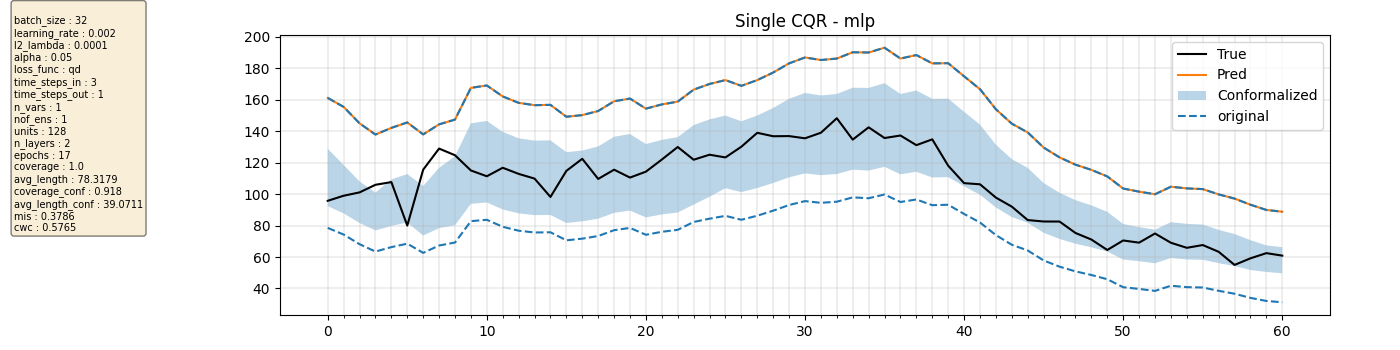 batch_size : 32
learning_rate : 0.002
l2_lambda : 0.0001
alpha : 0.05
loss_func : qd
time_steps_in : 3
time_steps_out : 1
n_vars : 1
nof_ens : 1
units : 128
n_layers : 2
epochs : 17
coverage : 1.0
avg_length : 78.3179
coverage_conf : 0.918
avg_length_conf : 39.0711
mis : 0.3786
cwc : 0.5765
Single CQR - mlp
200
180
160
140
120
100
80
60
40
True
Pred
Conformalized
original
0 10 20 30 40 50 60